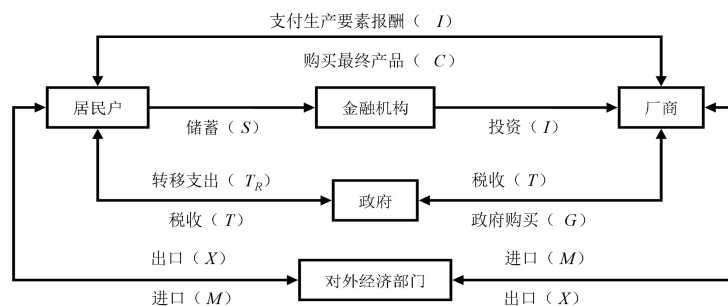 支付生产要素报酬（ I）
购买最终产品（ C）
居民户
金融机构
厂商
储蓄（S）
投资（I）
转移支出（ T_R）
税收（T）
政府
税收（T）
政府购买（ G）
出口（X）
进口（M）
对外经济部门
进口（M）
出口（X）